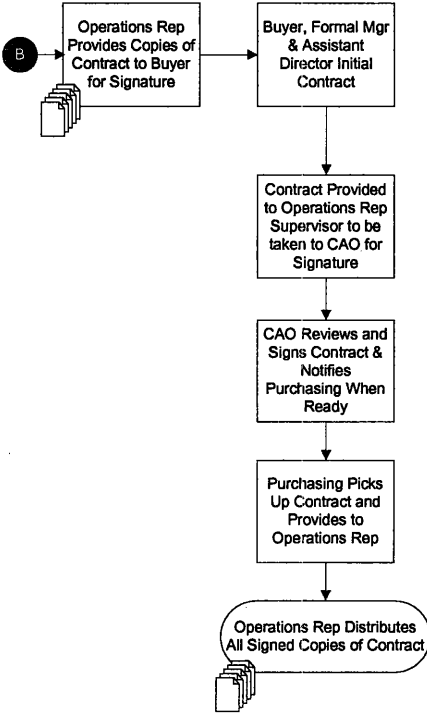 B
Operations Rep
Provides Copies of
Contract to Buyer
for Signature
Buyer, Formal Mgr
& Assistant
Director Initial
Contract
Contract Provided
to Operations Rep
Supervisor to be
taken to CAO for
Signature
CAO Reviews and
Signs Contract &
Notifies
Purchasing When
Ready
Purchasing Picks
Up Contract and
Provides to
Operations Rep
Operations Rep Distributes
All Signed Copies of Contract